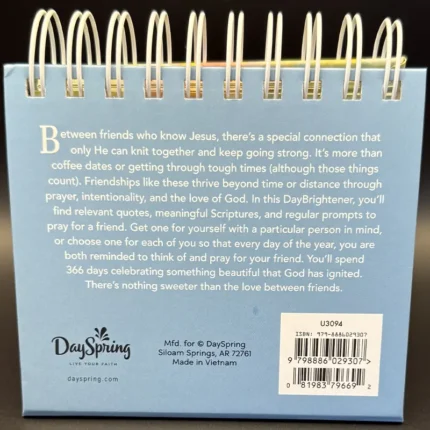 Between friends who know Jesus, there's a special connection that
only He can knit together and keep going strong. It's more than
coffee dates or getting through tough times (although those things
count). Friendships like these thrive beyond time or distance through
prayer, intentionality, and the love of God. In this DayBrightener, you'll
find relevant quotes, meaningful Scriptures, and regular prompts to
pray for a friend. Get one for yourself with a particular person in mind,
or choose one for each of you so that every day of the year, you are
both reminded to think of and pray for your friend. You'll spend
366 days celebrating something beautiful that God has ignited.
There's nothing sweeter than the love between friends.
DaySpring
LIVE YOUR FAITH
dayspring.com
Mfd. for © DaySpring
Siloam Springs, AR 72761
Made in Vietnam
U3094
ISBN: 979-8886029307
9 798886 029307 >
0 81983 79669 2